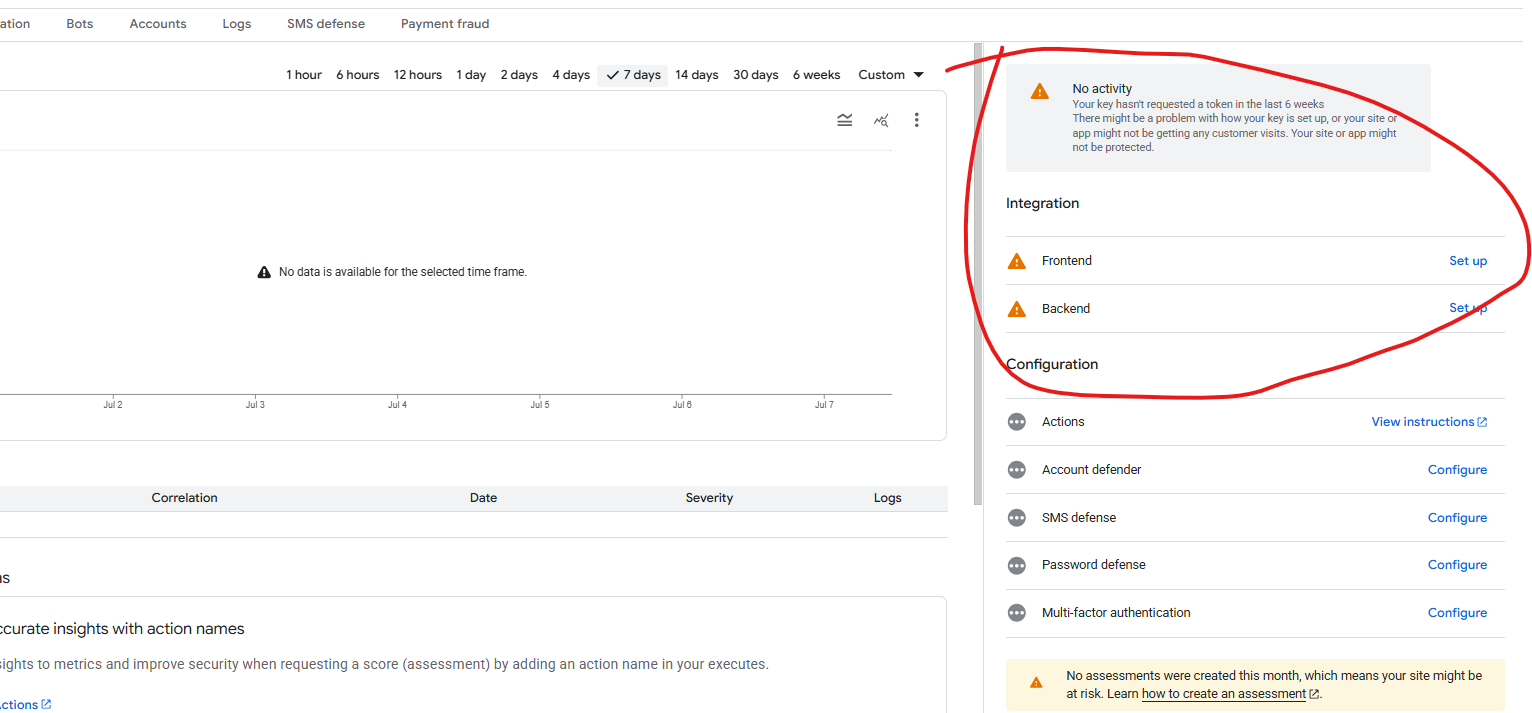 ation Bots Accounts Logs SMS defense Payment fraud
1 hour 6 hours 12 hours 1 day 2 days 4 days 7 days 14 days 30 days 6 weeks Custom
No data is available for the selected time frame.
Jul 2 Jul 3 Jul 4 Jul 5 Jul 6 Jul 7
Correlation Date Severity Logs
ns
ccurate insights with action names
sights to metrics and improve security when requesting a score (assessment) by adding an action name in your executes.
Actions
No activity
Your key hasn't requested a token in the last 6 weeks
There might be a problem with how your key is set up, or your site or
app might not be getting any customer visits. Your site or app might
not be protected.
Integration
Frontend Set up
Backend Set up
Configuration
Actions View instructions
Account defender Configure
SMS defense Configure
Password defense Configure
Multi-factor authentication Configure
No assessments were created this month, which means your site might be
at risk. Learn how to create an assessment.